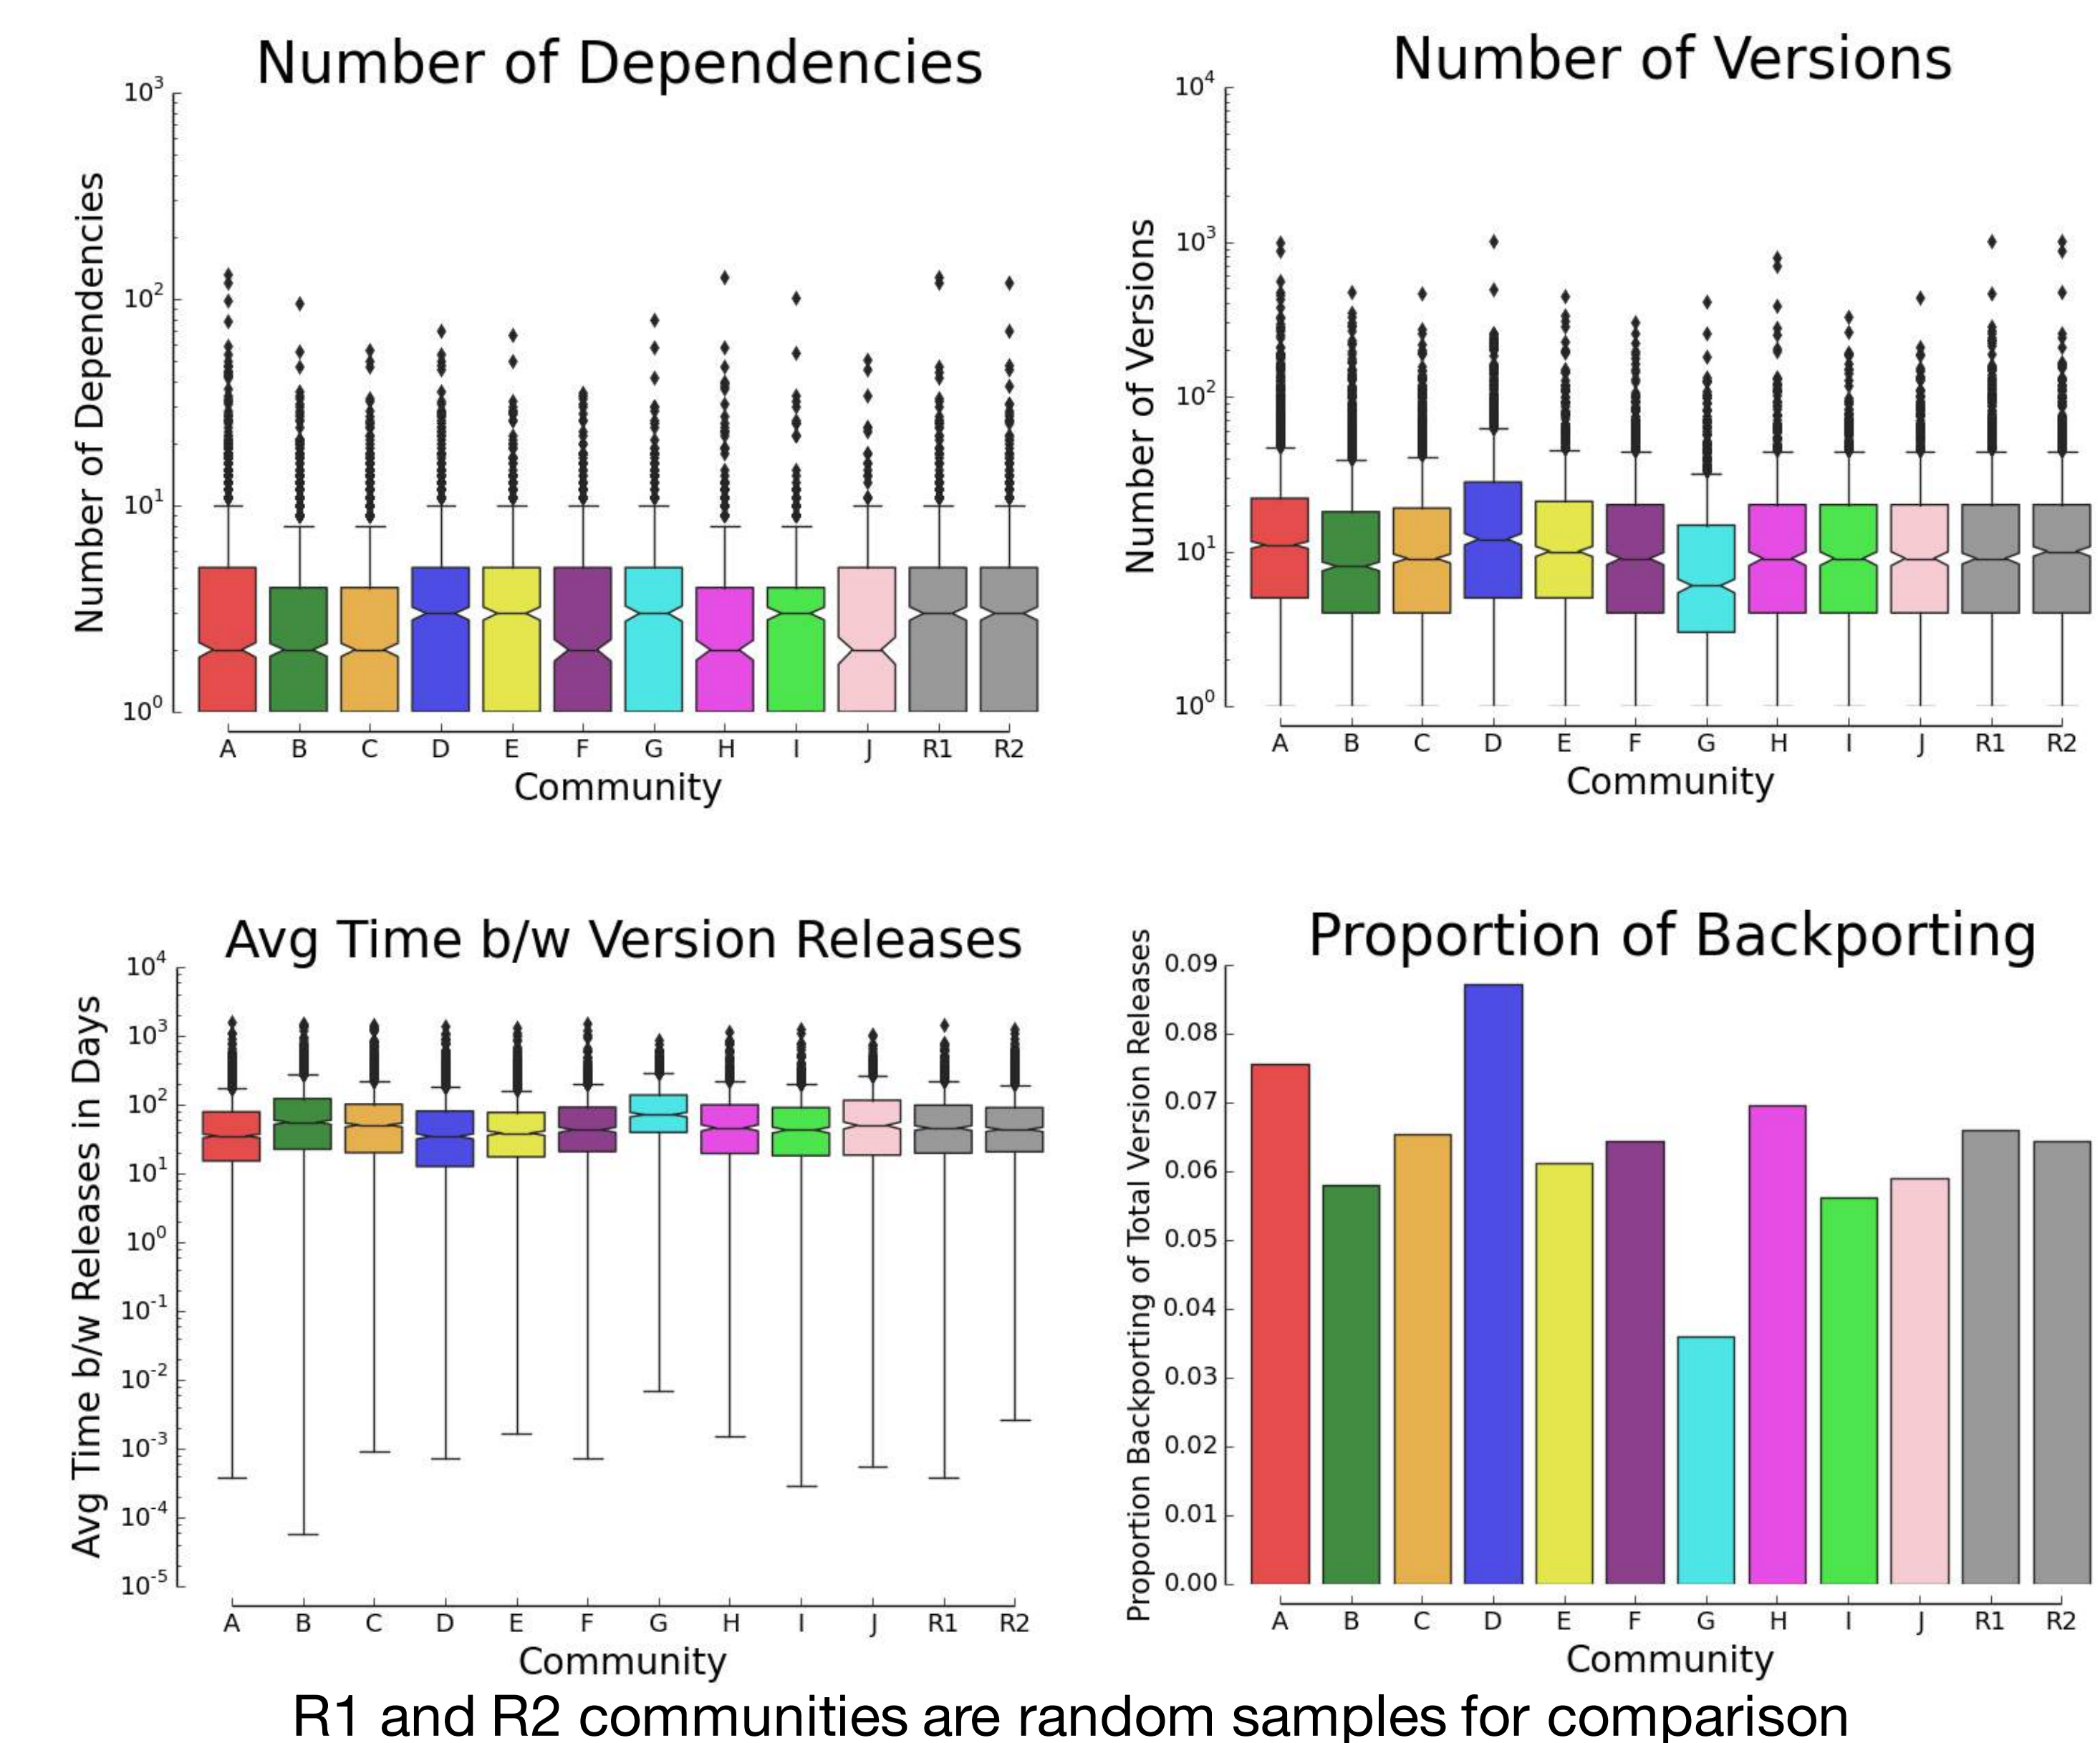 Number of Dependencies
Number of Dependencies
10^3
10^2
10^1
10^0
A B C D E F G H I J R1 R2
Community
Number of Versions
Number of Versions
10^4
10^3
10^2
10^1
10^0
A B C D E F G H I J R1 R2
Community
Avg Time b/w Version Releases
Avg Time b/w Releases in Days
10^4
10^3
10^2
10^1
10^0
10^-1
10^-2
10^-3
10^-4
10^-5
A B C D E F G H I J R1 R2
Community
Proportion of Backporting
Proportion Backporting of Total Version Releases
0.09
0.08
0.07
0.06
0.05
0.04
0.03
0.02
0.01
0.00
A B C D E F G H I J R1 R2
Community
R1 and R2 communities are random samples for comparison